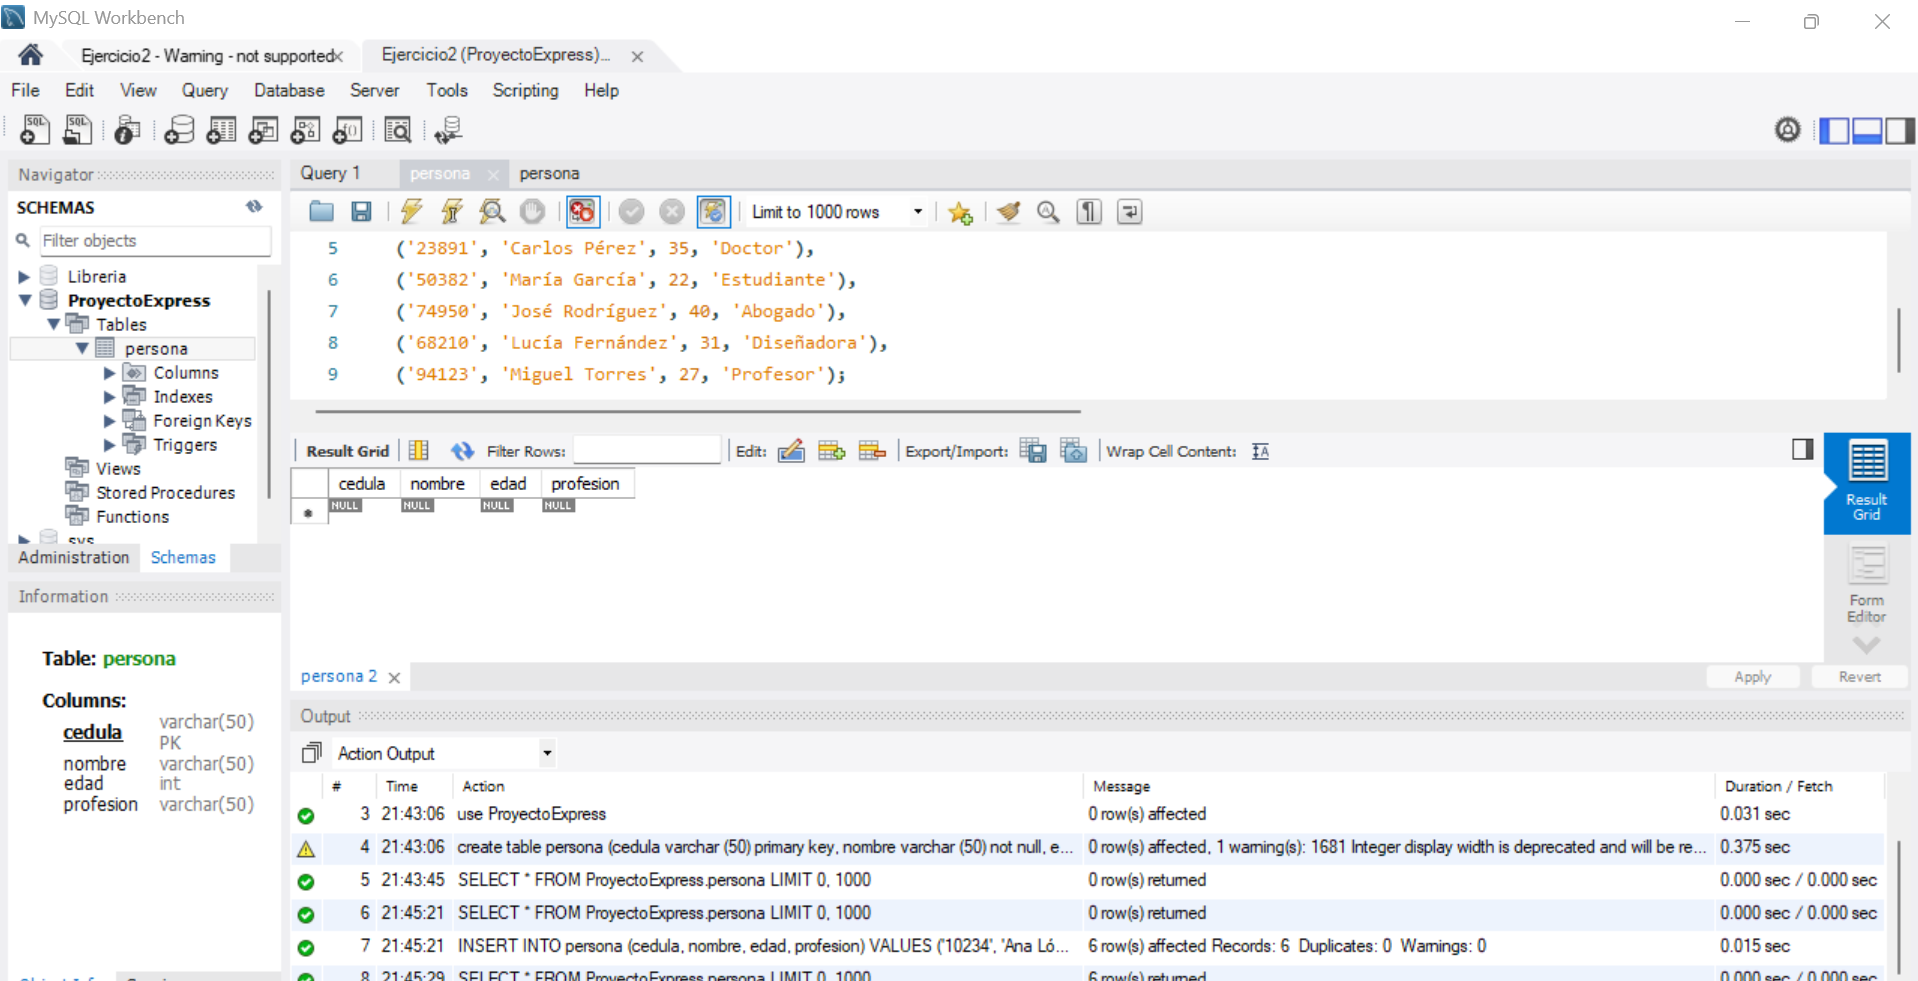 MySQL Workbench
Ejercicio2 - Warning - not supported
Ejercicio2 (ProyectoExpress)...
File Edit View Query Database Server Tools Scripting Help
Navigator
SCHEMAS
Filter objects
Libreria
ProyectoExpress
Tables
persona
Columns
Indexes
Foreign Keys
Triggers
Views
Stored Procedures
Functions
sys
Administration Schemas
Information
Table: persona
Columns:
cedula varchar(50) PK
nombre varchar(50)
edad int
profesion varchar(50)
Query 1 persona persona
Limit to 1000 rows
5 ('23891', 'Carlos Pérez', 35, 'Doctor'),
6 ('50382', 'María García', 22, 'Estudiante'),
7 ('74950', 'José Rodríguez', 40, 'Abogado'),
8 ('68210', 'Lucía Fernández', 31, 'Diseñadora'),
9 ('94123', 'Miguel Torres', 27, 'Profesor');
Result Grid Filter Rows: Edit: Export/Import: Wrap Cell Content:
cedula nombre edad profesion
NULL NULL NULL NULL
Result Grid
Form Editor
persona 2
Apply Revert
Output
Action Output
# Time Action Message Duration / Fetch
3 21:43:06 use ProyectoExpress 0 row(s) affected 0.031 sec
4 21:43:06 create table persona (cedula varchar (50) primary key, nombre varchar (50) not null, e... 0 row(s) affected, 1 warning(s): 1681 Integer display width is deprecated and will be re... 0.375 sec
5 21:43:45 SELECT * FROM ProyectoExpress.persona LIMIT 0, 1000 0 row(s) returned 0.000 sec / 0.000 sec
6 21:45:21 SELECT * FROM ProyectoExpress.persona LIMIT 0, 1000 0 row(s) returned 0.000 sec / 0.000 sec
7 21:45:21 INSERT INTO persona (cedula, nombre, edad, profesion) VALUES ('10234', 'Ana Ló... 6 row(s) affected Records: 6 Duplicates: 0 Warnings: 0 0.015 sec
8 21:45:29 SELECT * FROM ProyectoExpress.persona LIMIT 0, 1000 6 row(s) returned 0.000 sec / 0.000 sec